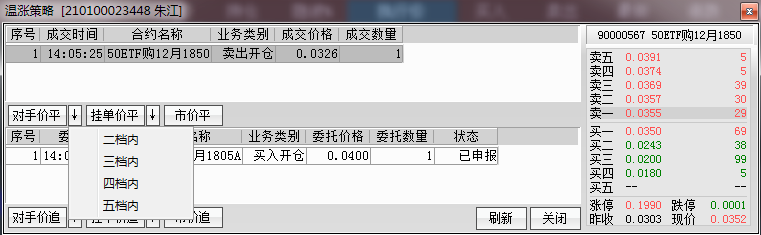 温涨策略 [210100023448 朱江]
序号 成交时间 合约名称 业务类别 成交价格 成交数量
1 14:05:25 50ETF购12月1850 卖出开仓 0.0326 1
对手价平 ↓ 挂单价平 ↓ 市价平
序号 委 名称 业务类别 委托价格 委托数量 状态
1 14:0 月1805A 买入开仓 0.0400 1 已申报
二档内
三档内
四档内
五档内
对手价追 市价追 刷新 关闭
90000567 50ETF购12月1850
卖五 0.0391 5
卖四 0.0374 5
卖三 0.0369 39
卖二 0.0357 30
卖一 0.0355 29
买一 0.0350 69
买二 0.0243 38
买三 0.0200 99
买四 0.0180 5
买五 -- --
涨停 0.1990 跌停 0.0001
昨收 0.0303 现价 0.0352